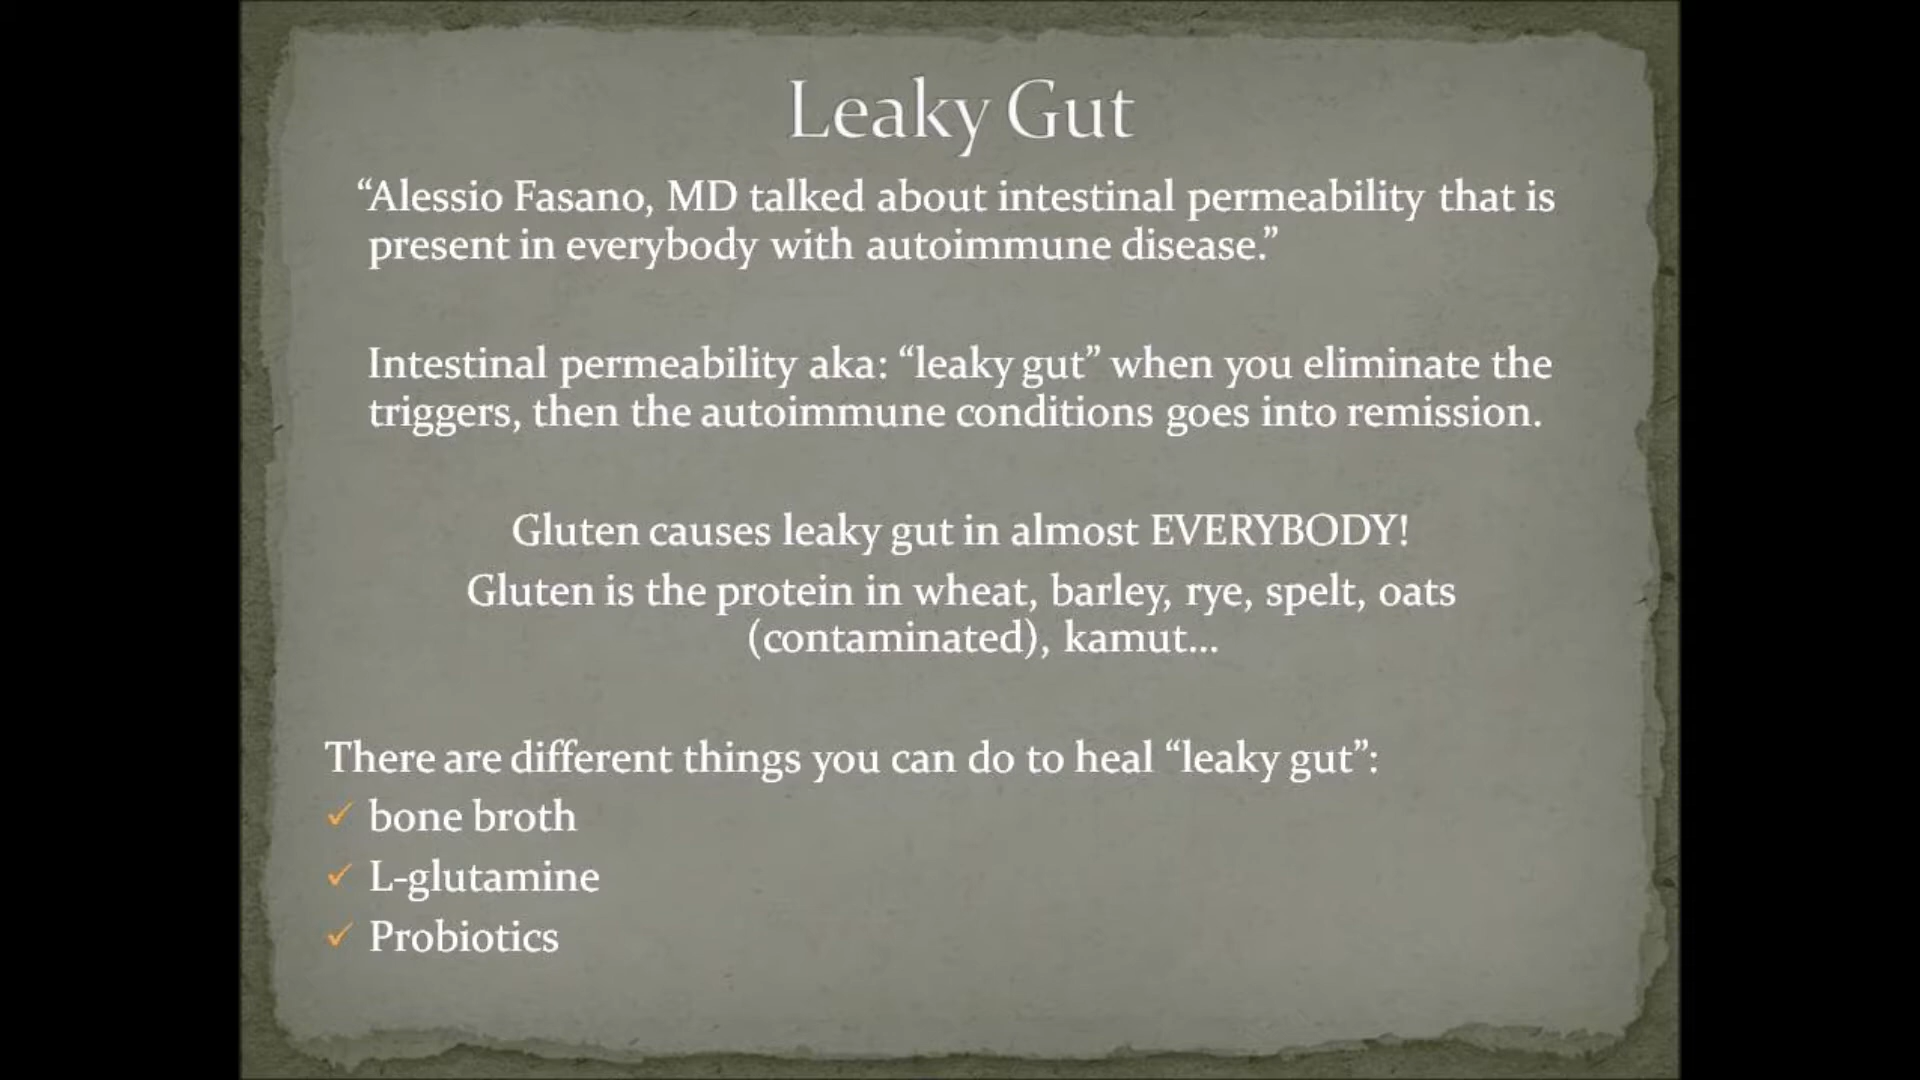 Leaky Gut
“Alessio Fasano, MD talked about intestinal permeability that is
present in everybody with autoimmune disease.”
Intestinal permeability aka: “leaky gut” when you eliminate the
triggers, then the autoimmune conditions goes into remission.
Gluten causes leaky gut in almost EVERYBODY!
Gluten is the protein in wheat, barley, rye, spelt, oats
(contaminated), kamut...
There are different things you can do to heal “leaky gut”:
✓ bone broth
✓ L-glutamine
✓ Probiotics